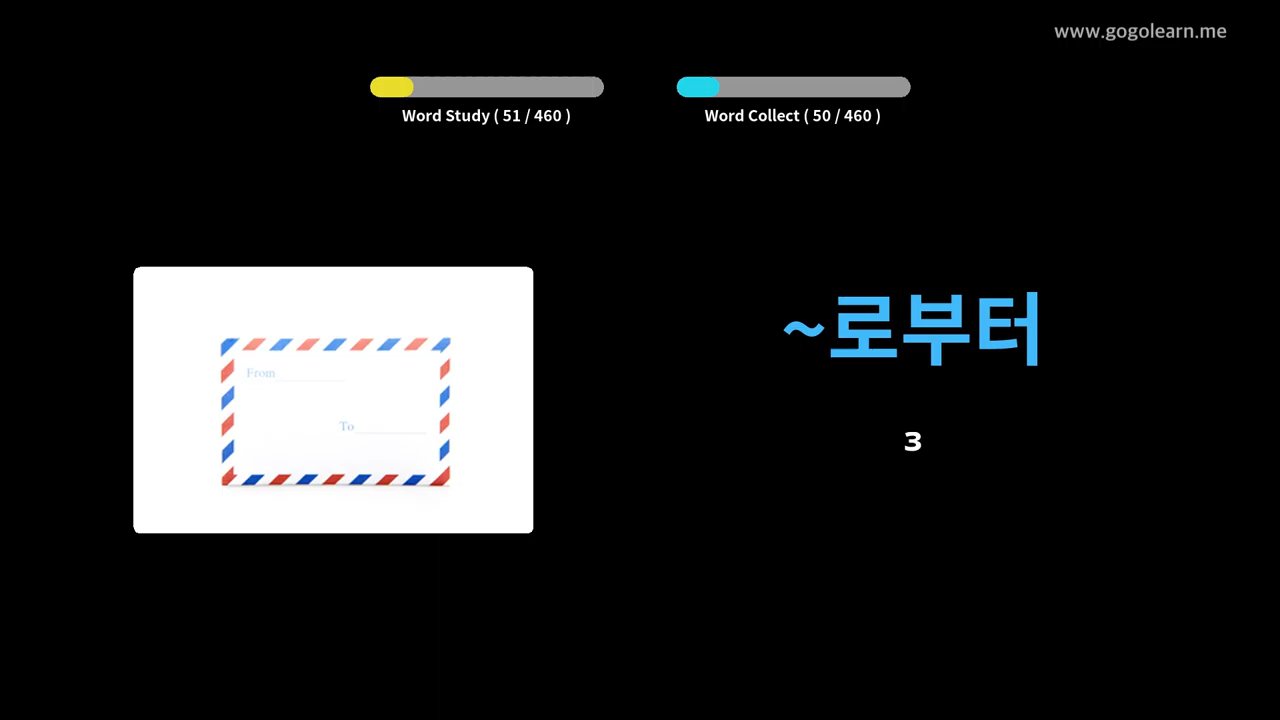 www.gogolearn.me
Word Study ( 51 / 460 )
Word Collect ( 50 / 460 )
From
To
~로부터
3